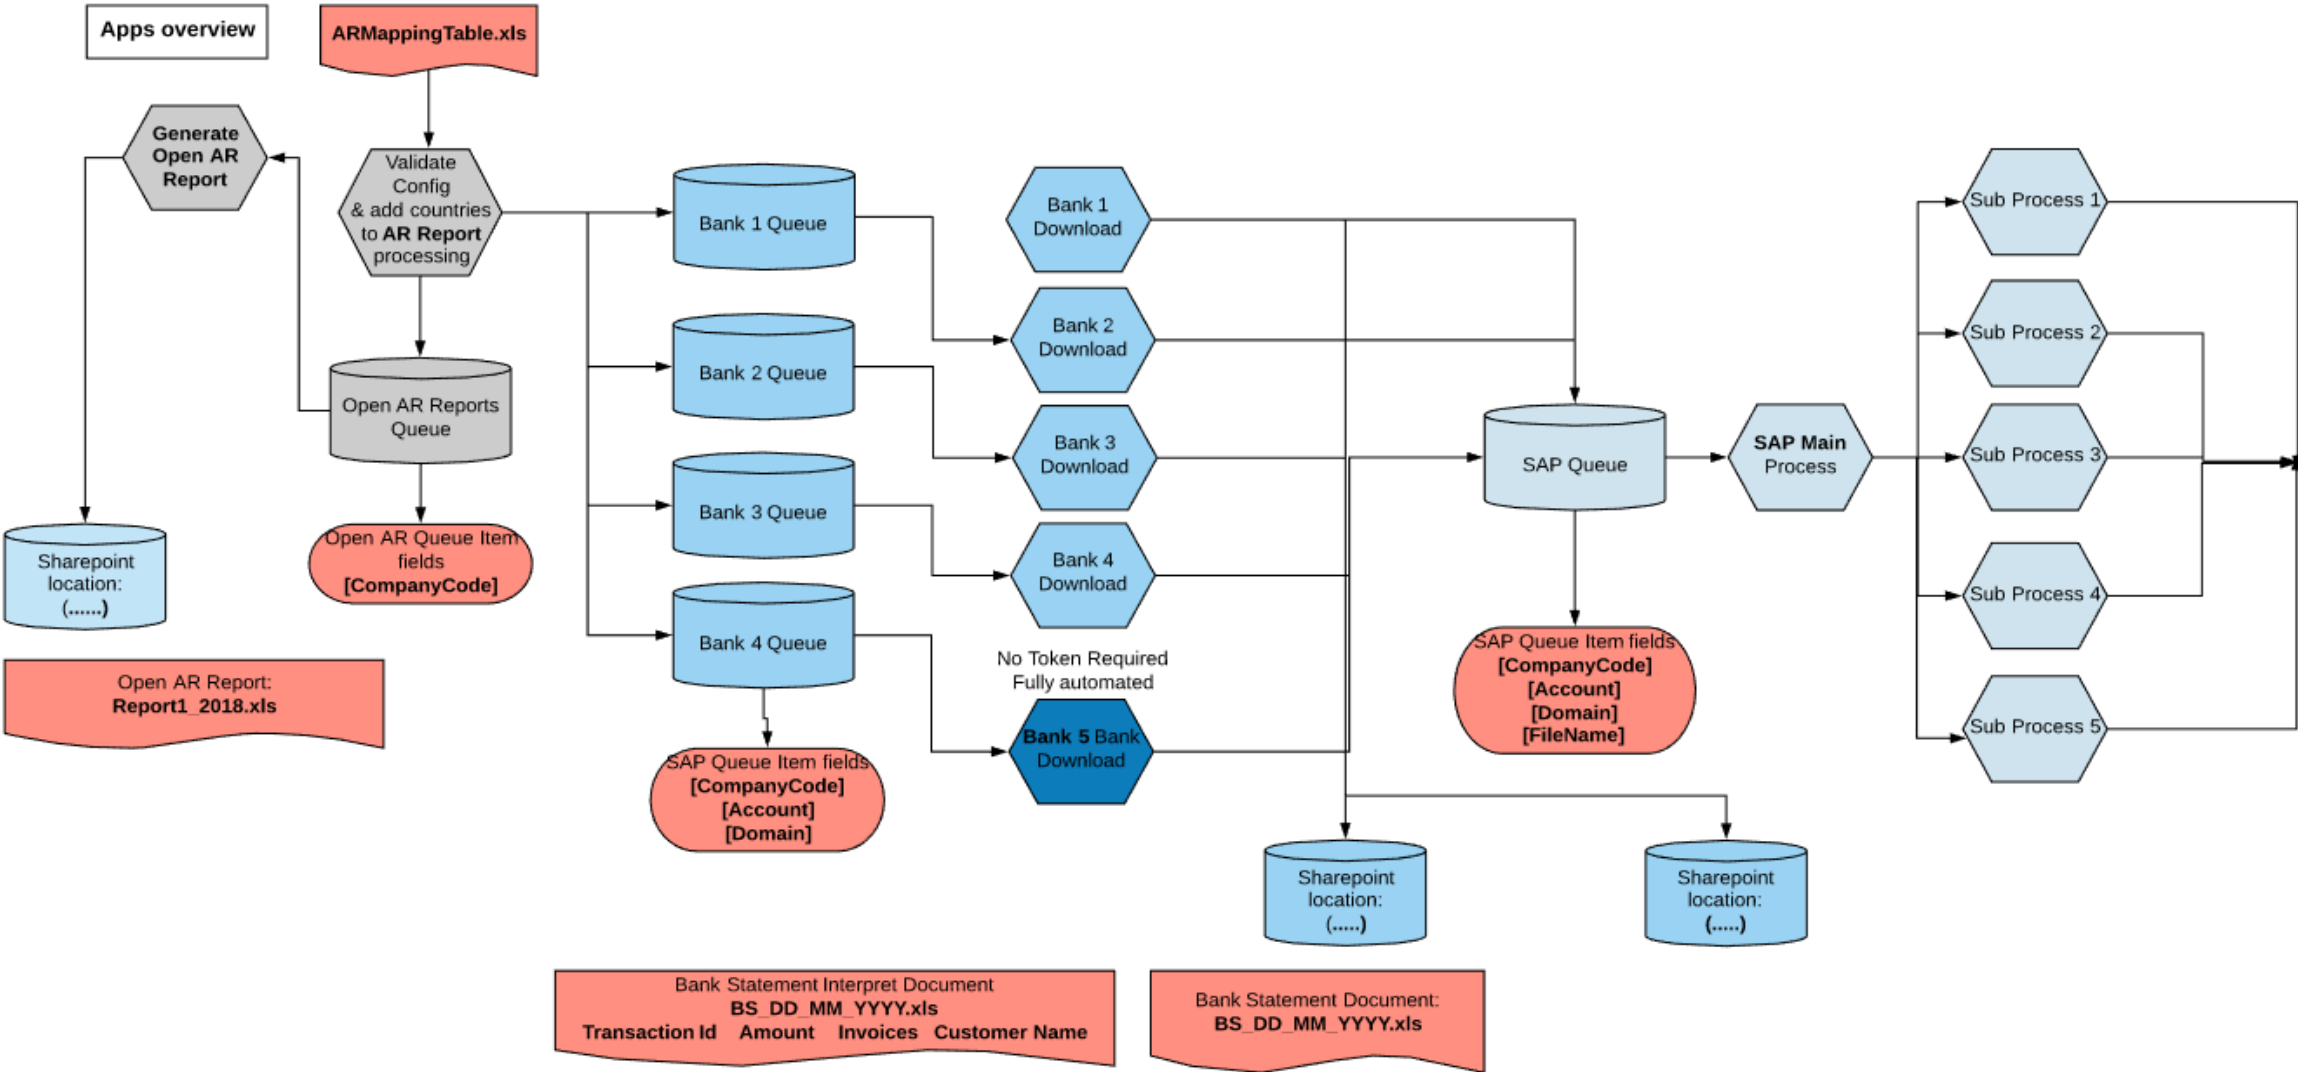 Apps overview
ARMappingTable.xls
Generate
Open AR
Report
Validate
Config
& add countries
to AR Report
processing
Open AR Reports
Queue
Open AR Queue Item
fields
[CompanyCode]
Sharepoint
location:
(......)
Open AR Report:
Report1_2018.xls
Bank 1 Queue
Bank 2 Queue
Bank 3 Queue
Bank 4 Queue
SAP Queue Item fields
[CompanyCode]
[Account]
[Domain]
Bank 1
Download
Bank 2
Download
Bank 3
Download
Bank 4
Download
No Token Required
Fully automated
Bank 5 Bank
Download
SAP Queue
SAP Queue Item fields
[CompanyCode]
[Account]
[Domain]
[FileName]
SAP Main
Process
Sub Process 1
Sub Process 2
Sub Process 3
Sub Process 4
Sub Process 5
Sharepoint
location:
(.....)
Sharepoint
location:
(.....)
Bank Statement Interpret Document
BS_DD_MM_YYYY.xls
Transaction Id Amount Invoices Customer Name
Bank Statement Document:
BS_DD_MM_YYYY.xls